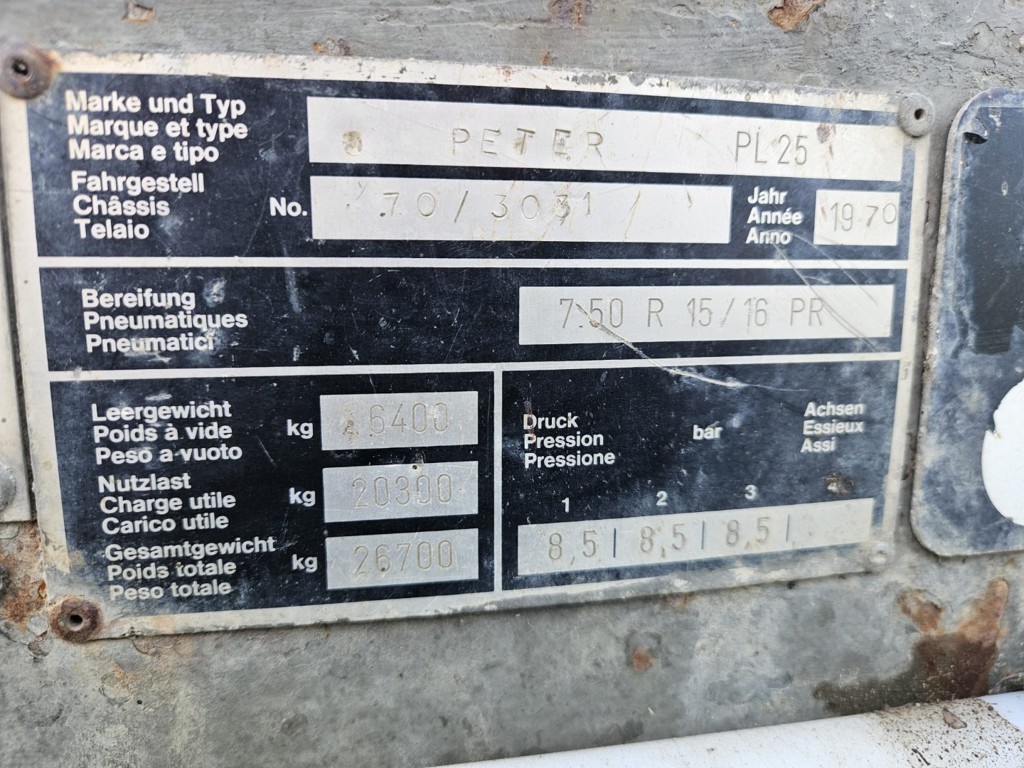 Marke und Typ
Marque et type
Marca e tipo
PETER PL 25
Fahrgestell
Châssis
Telaio
No. 70/3031
Jahr
Année
Anno
1970
Bereifung
Pneumatiques
Pneumatici
7.50 R 15/16 PR
Leergewicht
Poids à vide
Peso a vuoto
kg 6400
Nutzlast
Charge utile
Carico utile
kg 20300
Gesamtgewicht
Poids totale
Peso totale
kg 26700
Druck
Pression
Pressione
bar
Achsen
Essieux
Assi
1 2 3 4
8,5 | 8,5 | 8,5 |